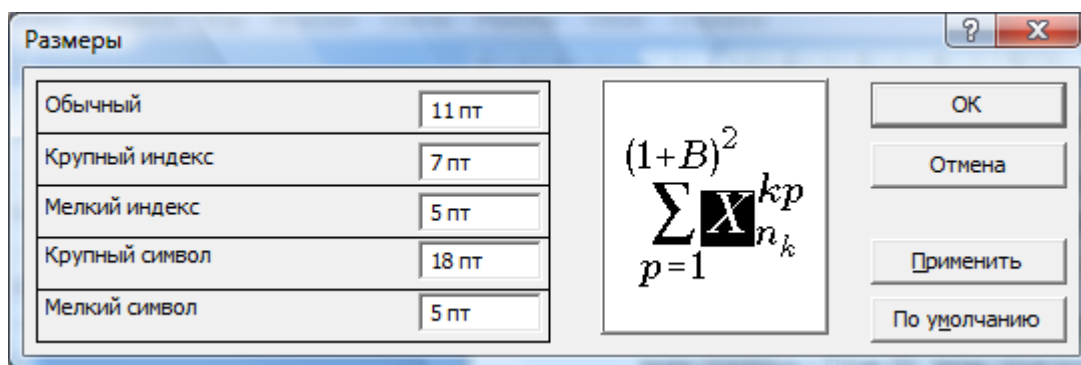 Размеры
Обычный 11 пт
Крупный индекс 7 пт
Мелкий индекс 5 пт
Крупный символ 18 пт
Мелкий символ 5 пт
(1+B)^2
∑ X^{kp}_{n_k}
p=1
?
OK
Отмена
Применить
По умолчанию